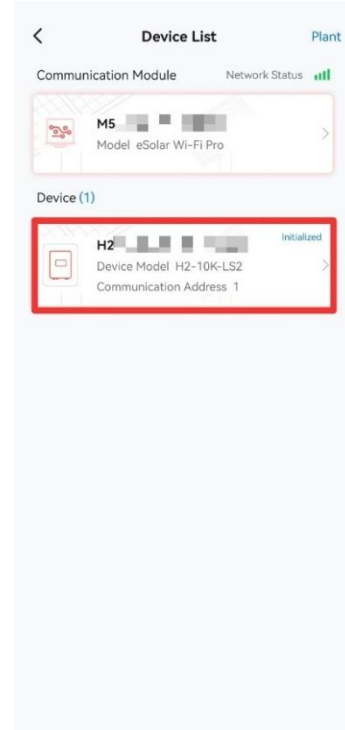 Device List
Plant
Communication Module
Network Status
M5
Model eSolar Wi-Fi Pro
Device (1)
H2
Initialized
Device Model H2-10K-LS2
Communication Address 1